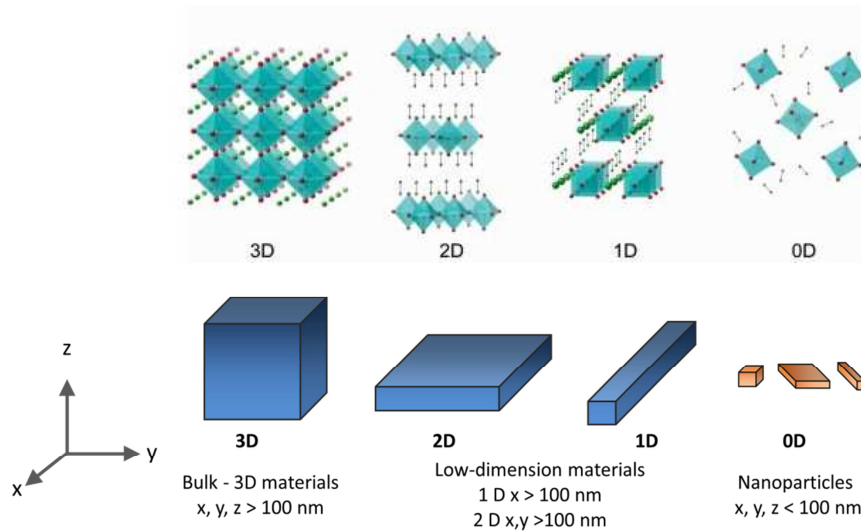 3D 2D 1D 0D
z
y
x
3D 2D 1D 0D
Bulk - 3D materials
x, y, z > 100 nm
Low-dimension materials
1 D x > 100 nm
2 D x,y >100 nm
Nanoparticles
x, y, z < 100 nm